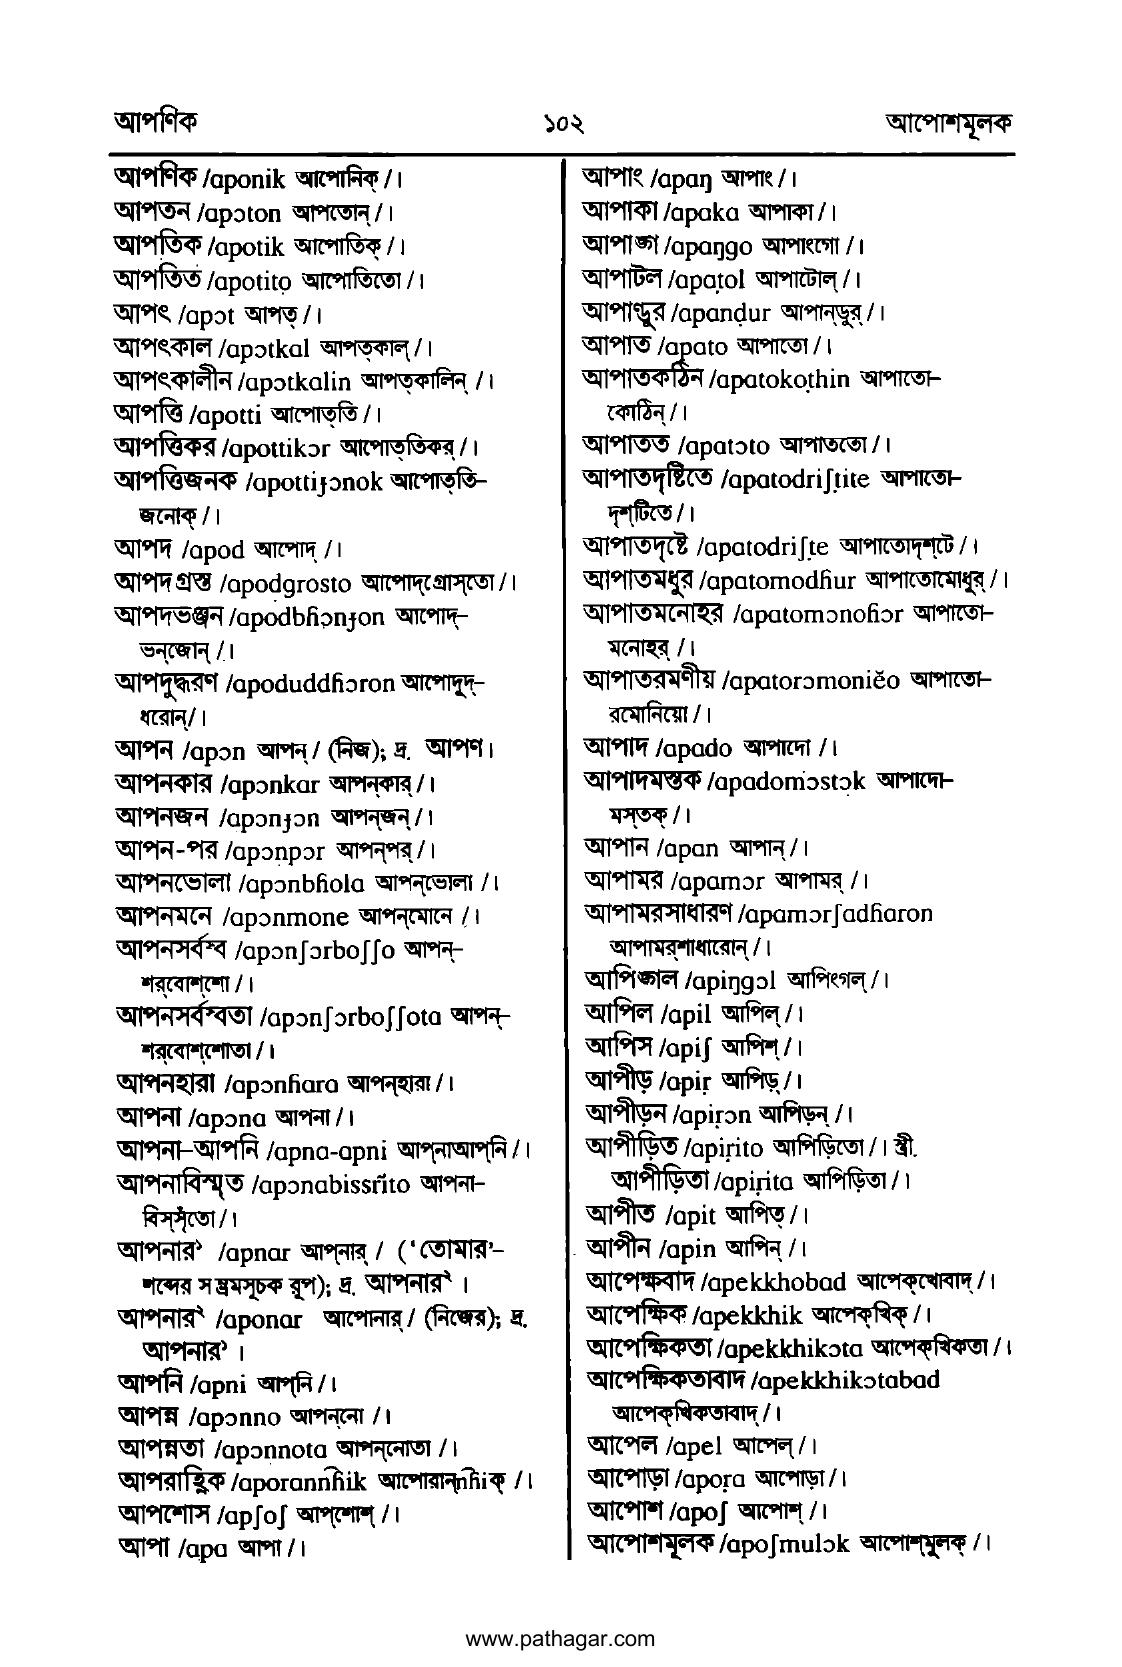 আপণিক
১০২
আপোশমূলক
আপণিক /aponik আপোনিক্ / ।
আপতন /apɔton আপতোন্ / ।
আপতিক /apotik আপোতিক্ / ।
আপতিত /apotito আপোতিতো / ।
আপৎ /apɔt আপত্ / ।
আপৎকাল /apɔtkal আপত্কাল্ / ।
আপৎকালীন /apɔtkalin আপত্কালিন্ / ।
আপত্তি /apotti আপোত্তি / ।
আপত্তিকর /apottikɔr আপোত্তিকর্ / ।
আপত্তিজনক /apottiɟɔnok আপোত্তি–
জনোক্ / ।
আপদ /apod আপোদ্ / ।
আপদগ্রস্ত /apodgrosto আপোদ্গ্রোস্তো / ।
আপদভঞ্জন /apodbɦɔnɟon আপোদ্–
ভন্জোন্ / ।
আপদুদ্ধরণ /apoduddɦɔron আপোদুদ্–
ধরোন্ / ।
আপন /apɔn আপন্ / (নিজ); দ্র. আপণ ।
আপনকার /apɔnkar আপন্কার্ / ।
আপনজন /apɔnɟɔn আপন্জন্ / ।
আপন-পর /apɔnpɔr আপন্পর্ / ।
আপনভোলা /apɔnbɦola আপন্ভোলা / ।
আপনমনে /apɔnmone আপন্মোনে / ।
আপনসর্বস্ব /apɔnʃɔrboʃʃo আপন্–
শর্বোশ্শো / ।
আপনসর্বস্বতা /apɔnʃɔrboʃʃota আপন্–
শর্বোশ্শোতা / ।
আপনহারা /apɔnɦara আপন্হারা / ।
আপনা /apɔna আপনা / ।
আপনা–আপনি /apna-apni আপ্নাআপ্নি / ।
আপনাবিস্মৃত /apɔnabissr̃ito আপনা–
বিস্সৃঁতো / ।
আপনার¹ /apnar আপ্নার্ / (‘তোমার’–
শব্দের সম্ভ্রমসূচক রূপ); দ্র. আপনার² ।
আপনার² /aponar আপোনার্ / (নিজের); দ্র.
আপনার¹ ।
আপনি /apni আপ্নি / ।
আপন্ন /apɔnno আপন্নো / ।
আপন্নতা /apɔnnota আপন্নোতা / ।
আপরাহ্ণিক /aporannɦ̃ik আপোরান্nɦ̃iক্ / ।
আপশোস /apʃoʃ আপ্শোশ্ / ।
আপা /apa আপা / ।
আপাং /apaŋ আপাং / ।
আপাকা /apaka আপাকা / ।
আপাঙ্গ /apaŋgo আপাংগো / ।
আপাটল /apaṭol আপাটোল্ / ।
আপাণ্ডুর /apanḍur আপান্ডুর্ / ।
আপাত /apato আপাতো / ।
আপাতকঠিন /apatokoṭhin আপাতো–
কোঠিন্ / ।
আপাতত /apatɔto আপাততো / ।
আপাতদৃষ্টিতে /apatodriʃṭite আপাতো–
দৃশ্টিতে / ।
আপাতদৃষ্টে /apatodriʃṭe আপাতোদৃশ্টে / ।
আপাতমধুর /apatomodɦur আপাতোমোধুর্ / ।
আপাতমনোহর /apatomɔnoɦɔr আপাতো–
মনোহর্ / ।
আপাতরমণীয় /apatorɔmoniĕo আপাতো–
রমোনিয়ো / ।
আপাদ /apado আপাদো / ।
আপাদমস্তক /apadomɔstɔk আপাদো–
মস্তক্ / ।
আপান /apan আপান্ / ।
আপামর /apamɔr আপামর্ / ।
আপামরসাধারণ /apamɔrʃadɦaron
আপামর্শাধারোন্ / ।
আপিঙ্গল /apiŋgɔl আপিংগল্ / ।
আপিল /apil আপিল্ / ।
আপিস /apiʃ আপিশ্ / ।
আপীড় /apiṛ আপিড়্ / ।
আপীড়ন /apiṛɔn আপিড়ন্ / ।
আপীড়িত /apiṛito আপিড়িতো / । স্ত্রী.
আপীড়িতা /apiṛita আপিড়িতা / ।
আপীত /apit আপিত্ / ।
আপীন /apin আপিন্ / ।
আপেক্ষবাদ /apekkhobad আপেক্খোবাদ্ / ।
আপেক্ষিক /apekkhik আপেক্খিক্ / ।
আপেক্ষিকতা /apekkhikɔta আপেক্খিকতা / ।
আপেক্ষিকতাবাদ /apekkhikɔtabad
আপেক্খিকতাবাদ্ / ।
আপেল /apel আপেল্ / ।
আপোড়া /apoṛa আপোড়া / ।
আপোশ /apoʃ আপোশ্ / ।
আপোশমূলক /apoʃmulɔk আপোশ্মুলক্ / ।
www.pathagar.com